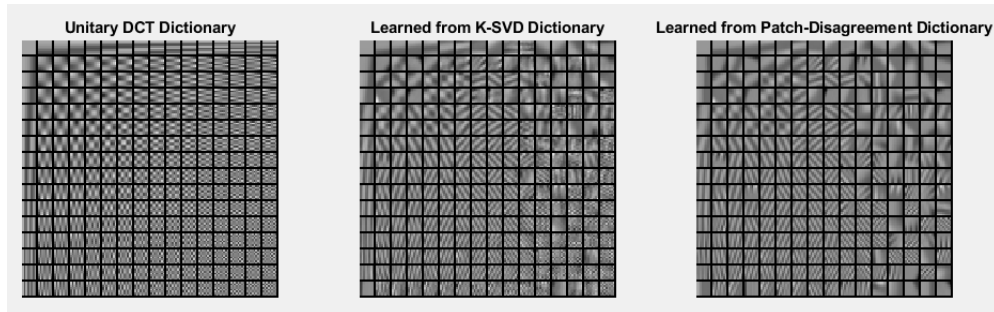 Unitary DCT Dictionary
Learned from K-SVD Dictionary
Learned from Patch-Disagreement Dictionary